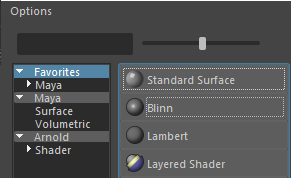 Options
Favorites
Maya
Maya
Surface
Volumetric
Arnold
Shader
Standard Surface
Blinn
Lambert
Layered Shader